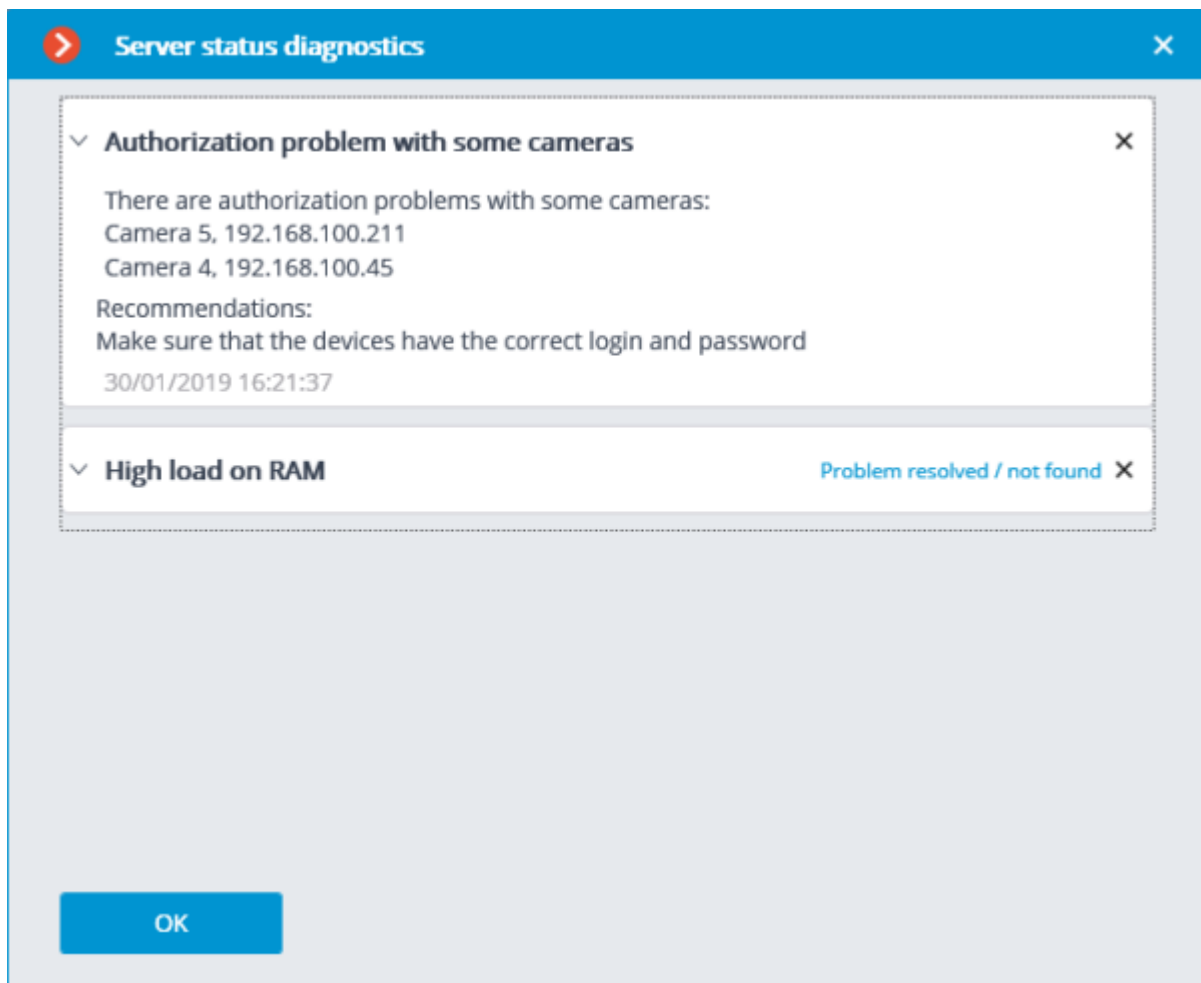 Server status diagnostics
Authorization problem with some cameras
There are authorization problems with some cameras:
Camera 5, 192.168.100.211
Camera 4, 192.168.100.45
Recommendations:
Make sure that the devices have the correct login and password
30/01/2019 16:21:37
High load on RAM
Problem resolved / not found
OK